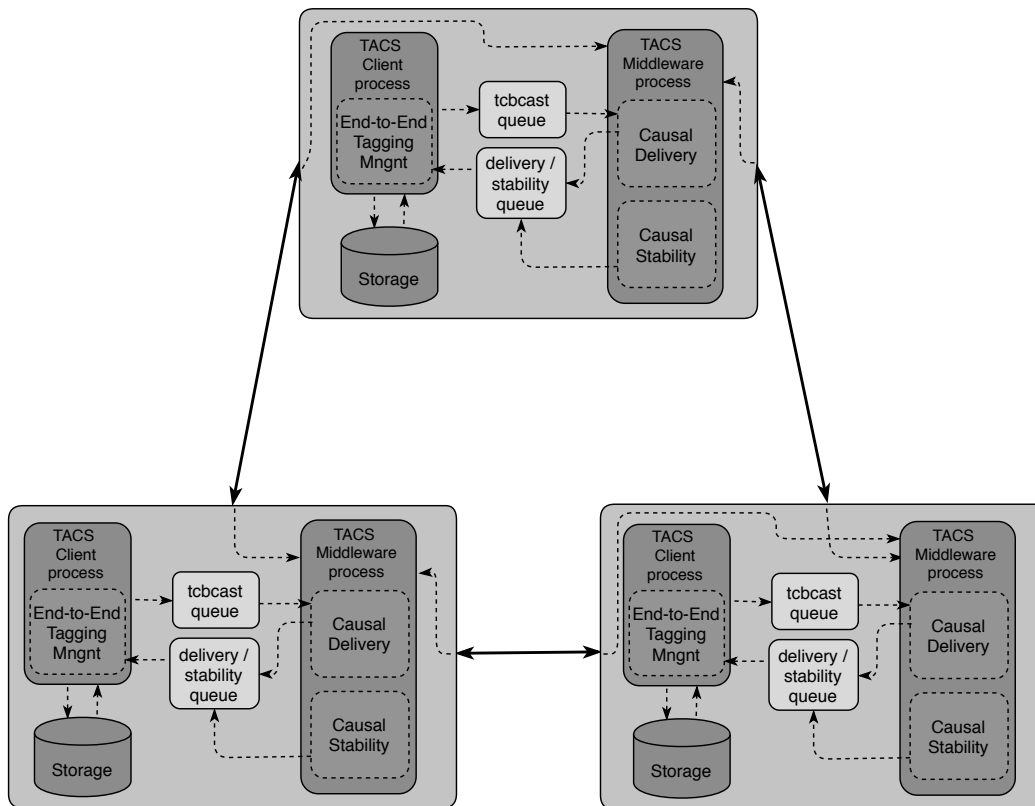 TACS
Client
process
End-to-End
Tagging
Mngnt
Storage
tcbcast
queue
delivery /
stability
queue
TACS
Middleware
process
Causal
Delivery
Causal
Stability
TACS
Client
process
End-to-End
Tagging
Mngnt
Storage
tcbcast
queue
delivery /
stability
queue
TACS
Middleware
process
Causal
Delivery
Causal
Stability
TACS
Client
process
End-to-End
Tagging
Mngnt
Storage
tcbcast
queue
delivery /
stability
queue
TACS
Middleware
process
Causal
Delivery
Causal
Stability